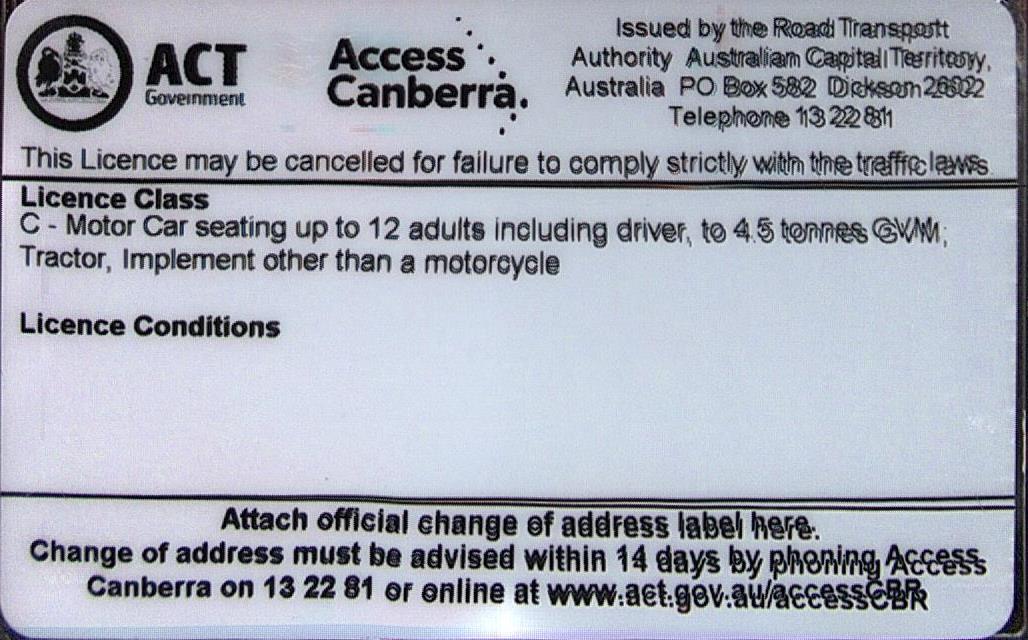 ACT
Government
Access
Canberra.
Issued by the Road Transport
Authority Australian Capital Territory,
Australia PO Box 582 Dickson 2602
Telephone 13 22 81
This Licence may be cancelled for failure to comply strictly with the traffic laws
Licence Class
C - Motor Car seating up to 12 adults including driver, to 4.5 tonnes GVM;
Tractor, Implement other than a motorcycle
Licence Conditions
Attach official change of address label here.
Change of address must be advised within 14 days by phoning Access
Canberra on 13 22 81 or online at www.act.gov.au/accessCBR